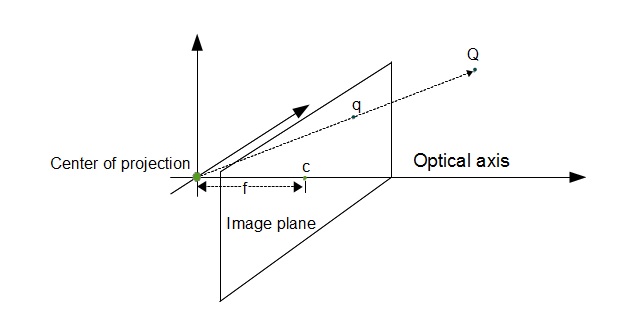 Q
q
Center of projection
c
Optical axis
f
Image plane